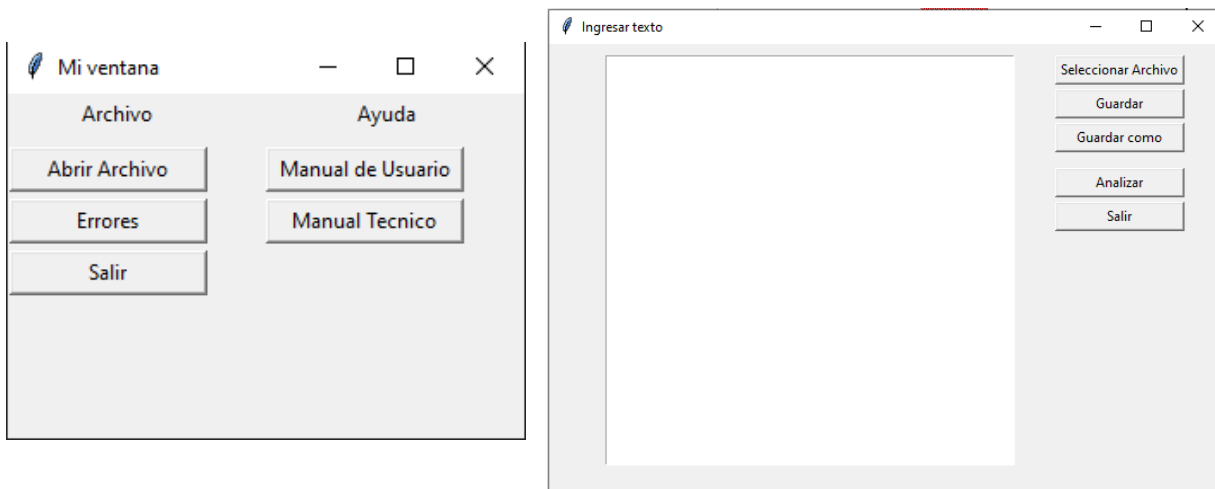 Mi ventana
Archivo
Ayuda
Abrir Archivo
Manual de Usuario
Errores
Manual Tecnico
Salir
Ingresar texto
Seleccionar Archivo
Guardar
Guardar como
Analizar
Salir